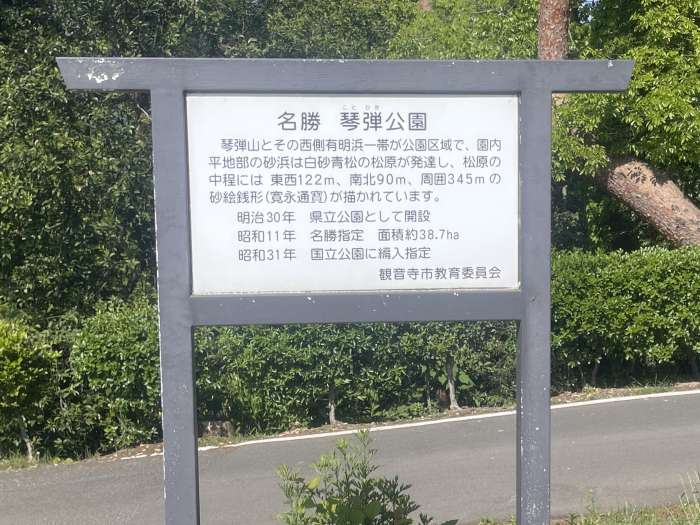 こと ひき
名勝 琴弾公園
琴弾山とその西側有明浜一帯が公園区域で、園内
平地部の砂浜は白砂青松の松原が発達し、松原の
中程には 東西122m、南北90m、周囲345mの
砂絵銭形(寛永通寳)が描かれています。
明治30年 県立公園として開設
昭和11年 名勝指定 面積約38.7ha
昭和31年 国立公園に編入指定
観音寺市教育委員会